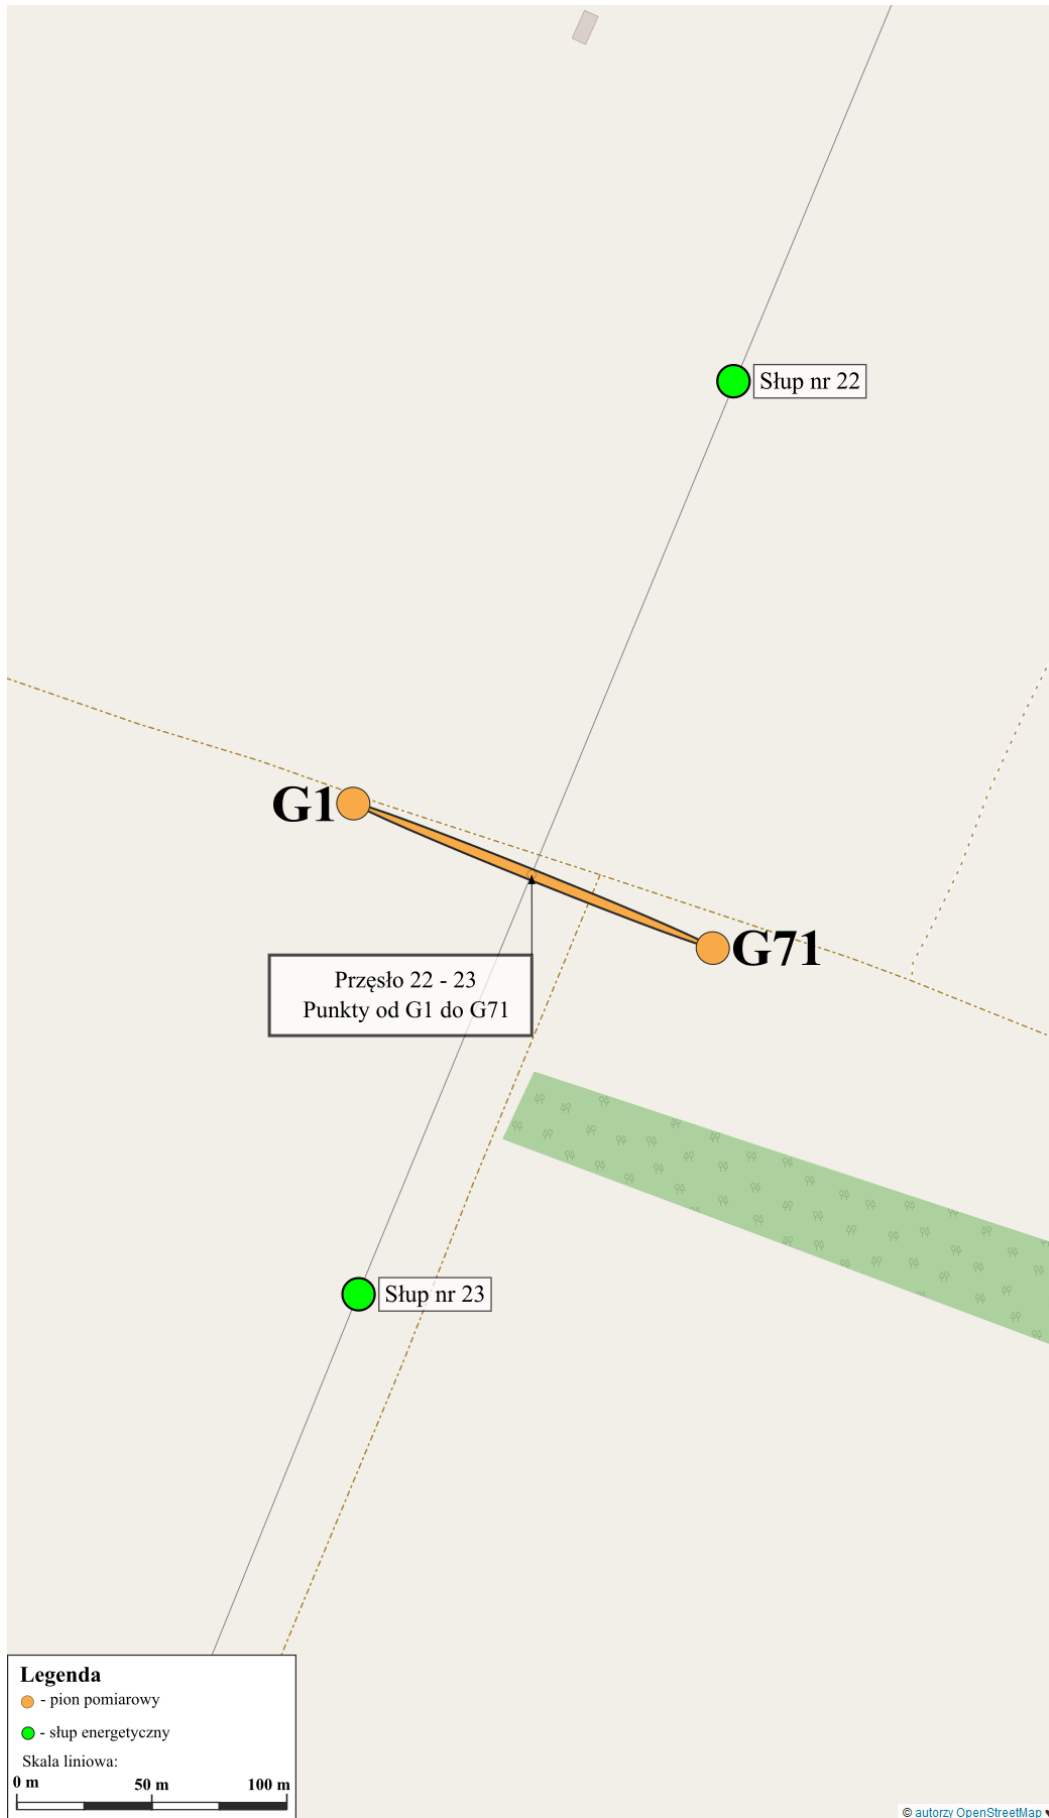 Słup nr 22
G1
G71
Przęsło 22 - 23
Punkty od G1 do G71
Słup nr 23
Legenda
- pion pomiarowy
- słup energetyczny
Skala liniowa:
0 m 50 m 100 m
© autorzy OpenStreetMap